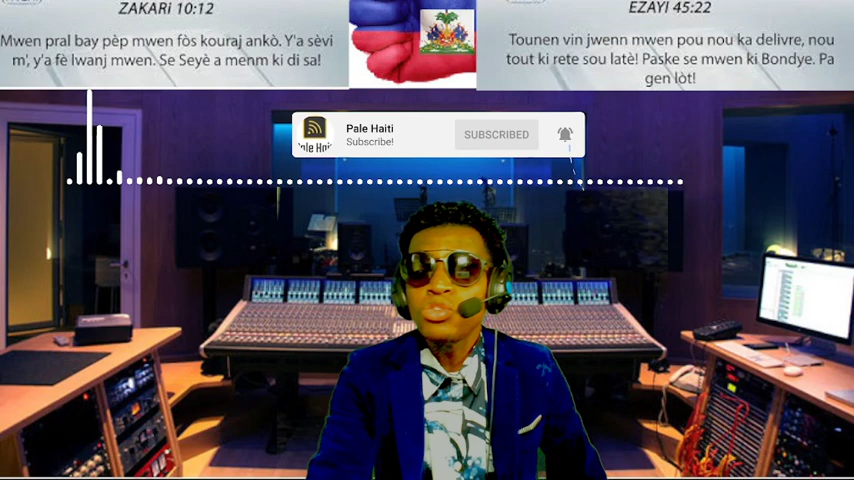 ZAKARi 10:12
Mwen pral bay pèp mwen fòs kouraj ankò. Y'a sèvi
m', y'a fè lwanj mwen. Se Seyè a menm ki di sa!
EZAYI 45:22
Tounen vin jwenn mwen pou nou ka delivre, nou
tout ki rete sou latè! Paske se mwen ki Bondye. Pa
gen lòt!
Pale Haiti
Subscribe!
SUBSCRIBED